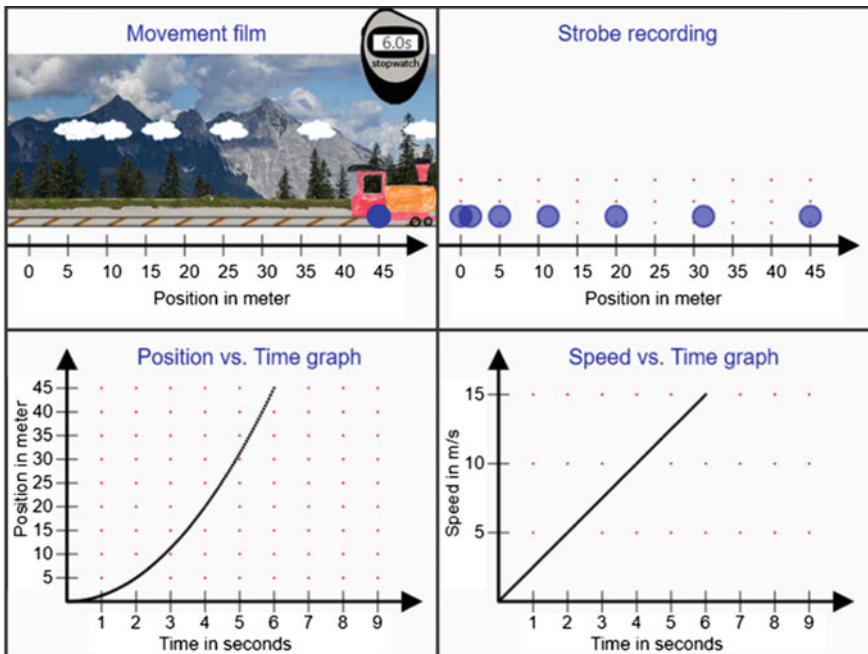 Movement film
6.0s
stopwatch
0 5 10 15 20 25 30 35 40 45
Position in meter
Strobe recording
0 5 10 15 20 25 30 35 40 45
Position in meter
Position vs. Time graph
Position in meter
45
40
35
30
25
20
15
10
5
1 2 3 4 5 6 7 8 9
Time in seconds
Speed vs. Time graph
Speed in m/s
15
10
5
1 2 3 4 5 6 7 8 9
Time in seconds